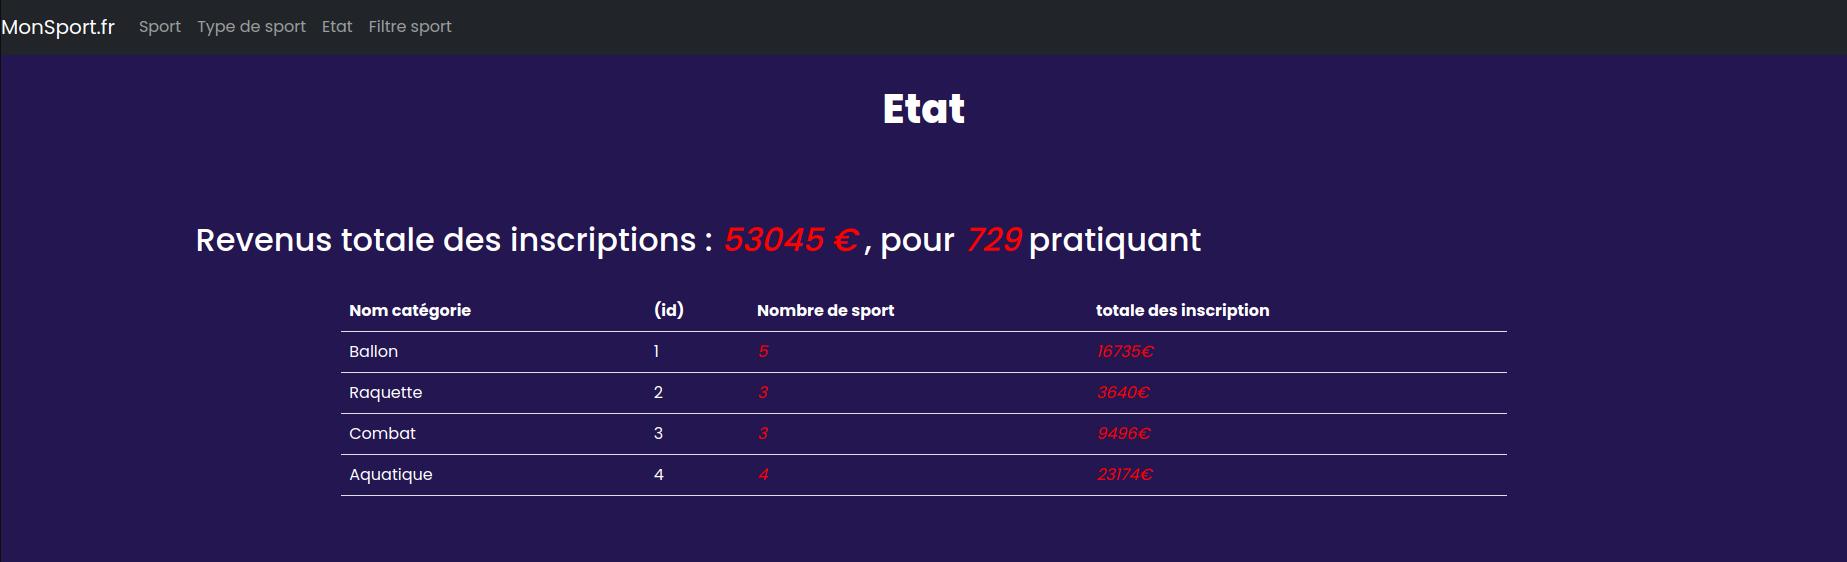 MonSport.fr Sport Type de sport Etat Filtre sport
Etat
Revenus totale des inscriptions : 53045 € , pour 729 pratiquant
Nom catégorie (id) Nombre de sport totale des inscription
Ballon 1 5 16735€
Raquette 2 3 3640€
Combat 3 3 9496€
Aquatique 4 4 23174€